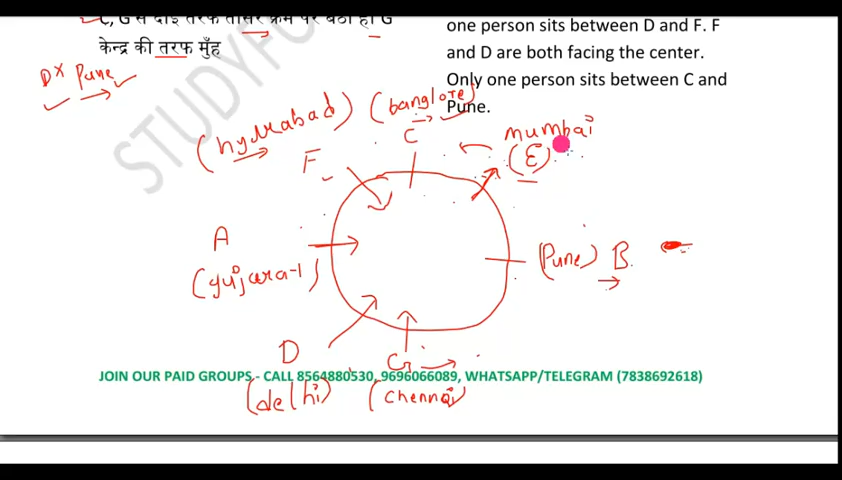 C, G से दाई तरफ तीसरे क्रम पर बैठा है। G
केन्द्र की तरफ मुँह
one person sits between D and F. F
and D are both facing the center.
Only one person sits between C and
Pune.
D× Pune
STUDYFO
(hyderabad)
(banglore)
C
mumbai
(E)
F
A
(gujarat)
(Pune) B
D
G
JOIN OUR PAID GROUPS - CALL 8564880530, 9696066089, WHATSAPP/TELEGRAM (7838692618)
(delhi)
(Chennai)